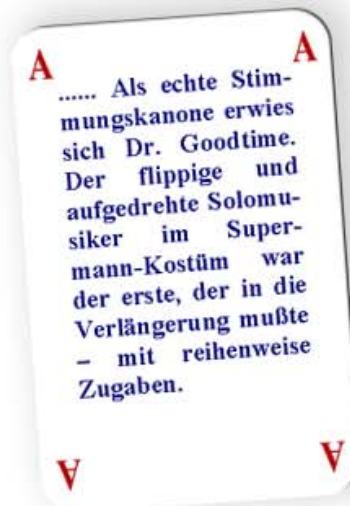 A A
...... Als echte Stim-
mungskanone erwies
sich Dr. Goodtime.
Der flippige und
aufgedrehte Solomu-
siker im Super-
mann-Kostüm war
der erste, der in die
Verlängerung mußte
– mit reihenweise
Zugaben.
A A